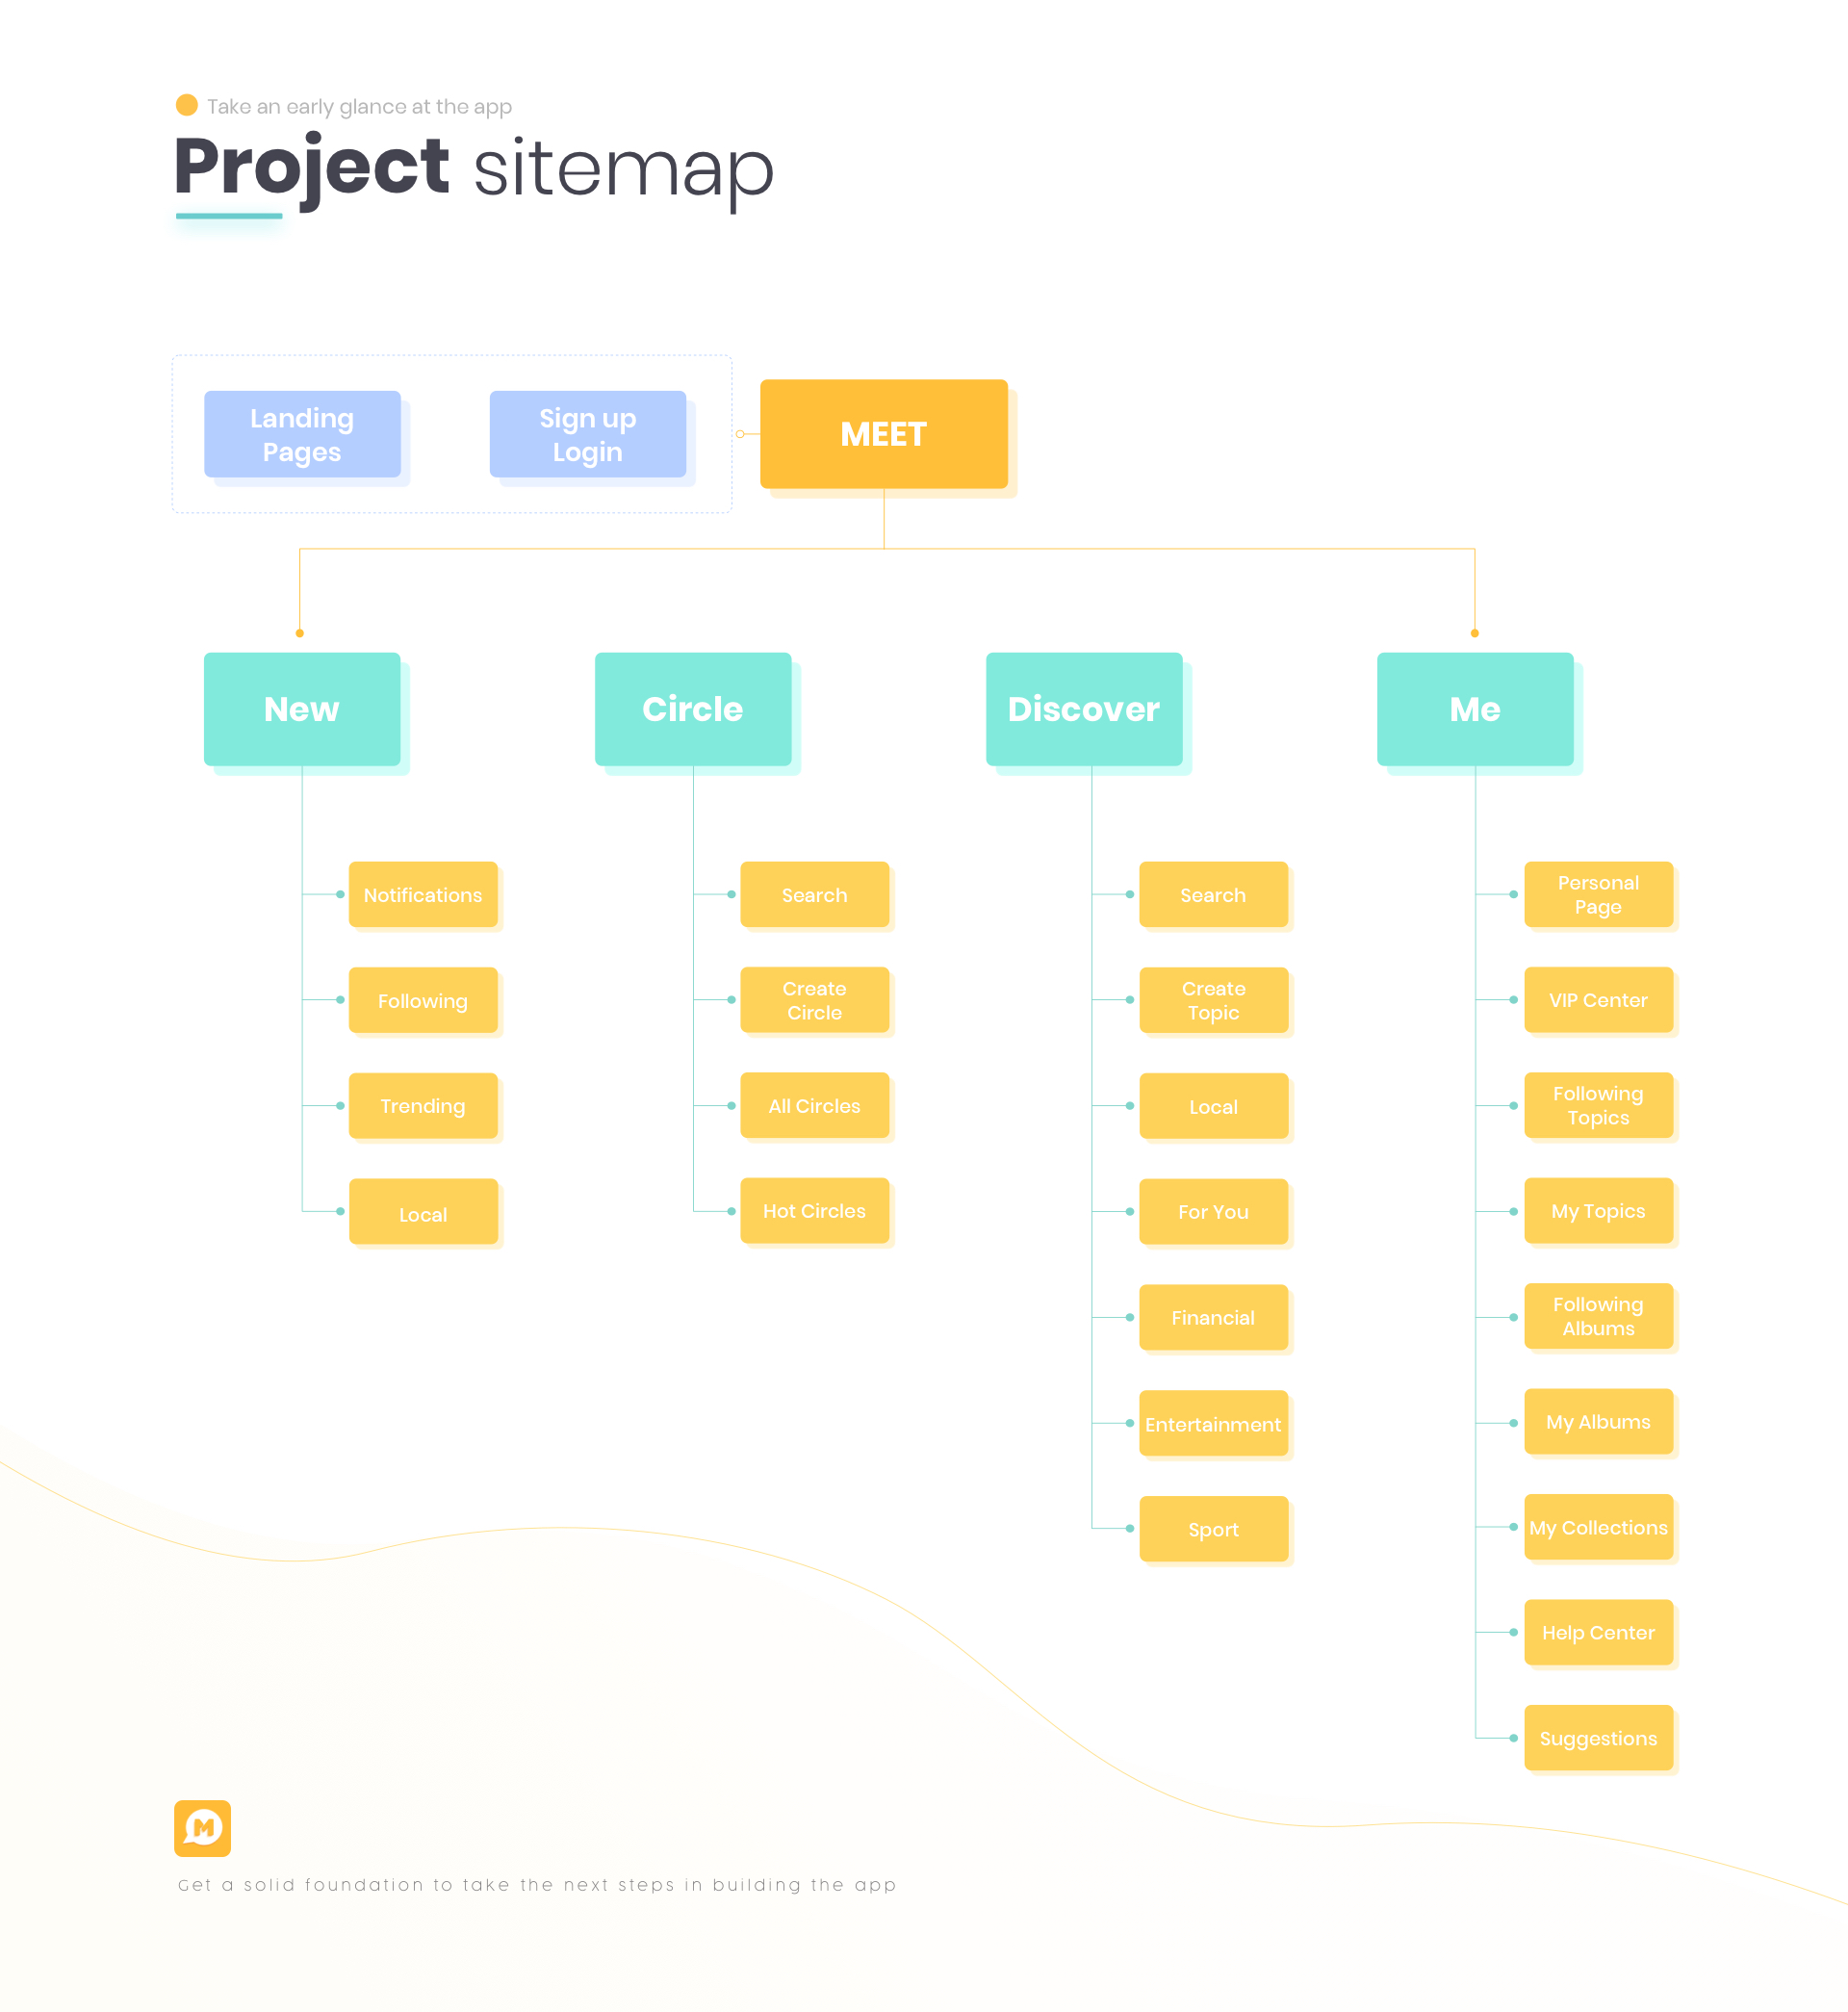 Take an early glance at the app
Project sitemap
Landing
Pages
Sign up
Login
MEET
New
Circle
Discover
Me
Notifications
Following
Trending
Local
Search
Create
Circle
All Circles
Hot Circles
Search
Create
Topic
Local
For You
Financial
Entertainment
Sport
Personal
Page
VIP Center
Following
Topics
My Topics
Following
Albums
My Albums
My Collections
Help Center
Suggestions
M
Get a solid foundation to take the next steps in building the app